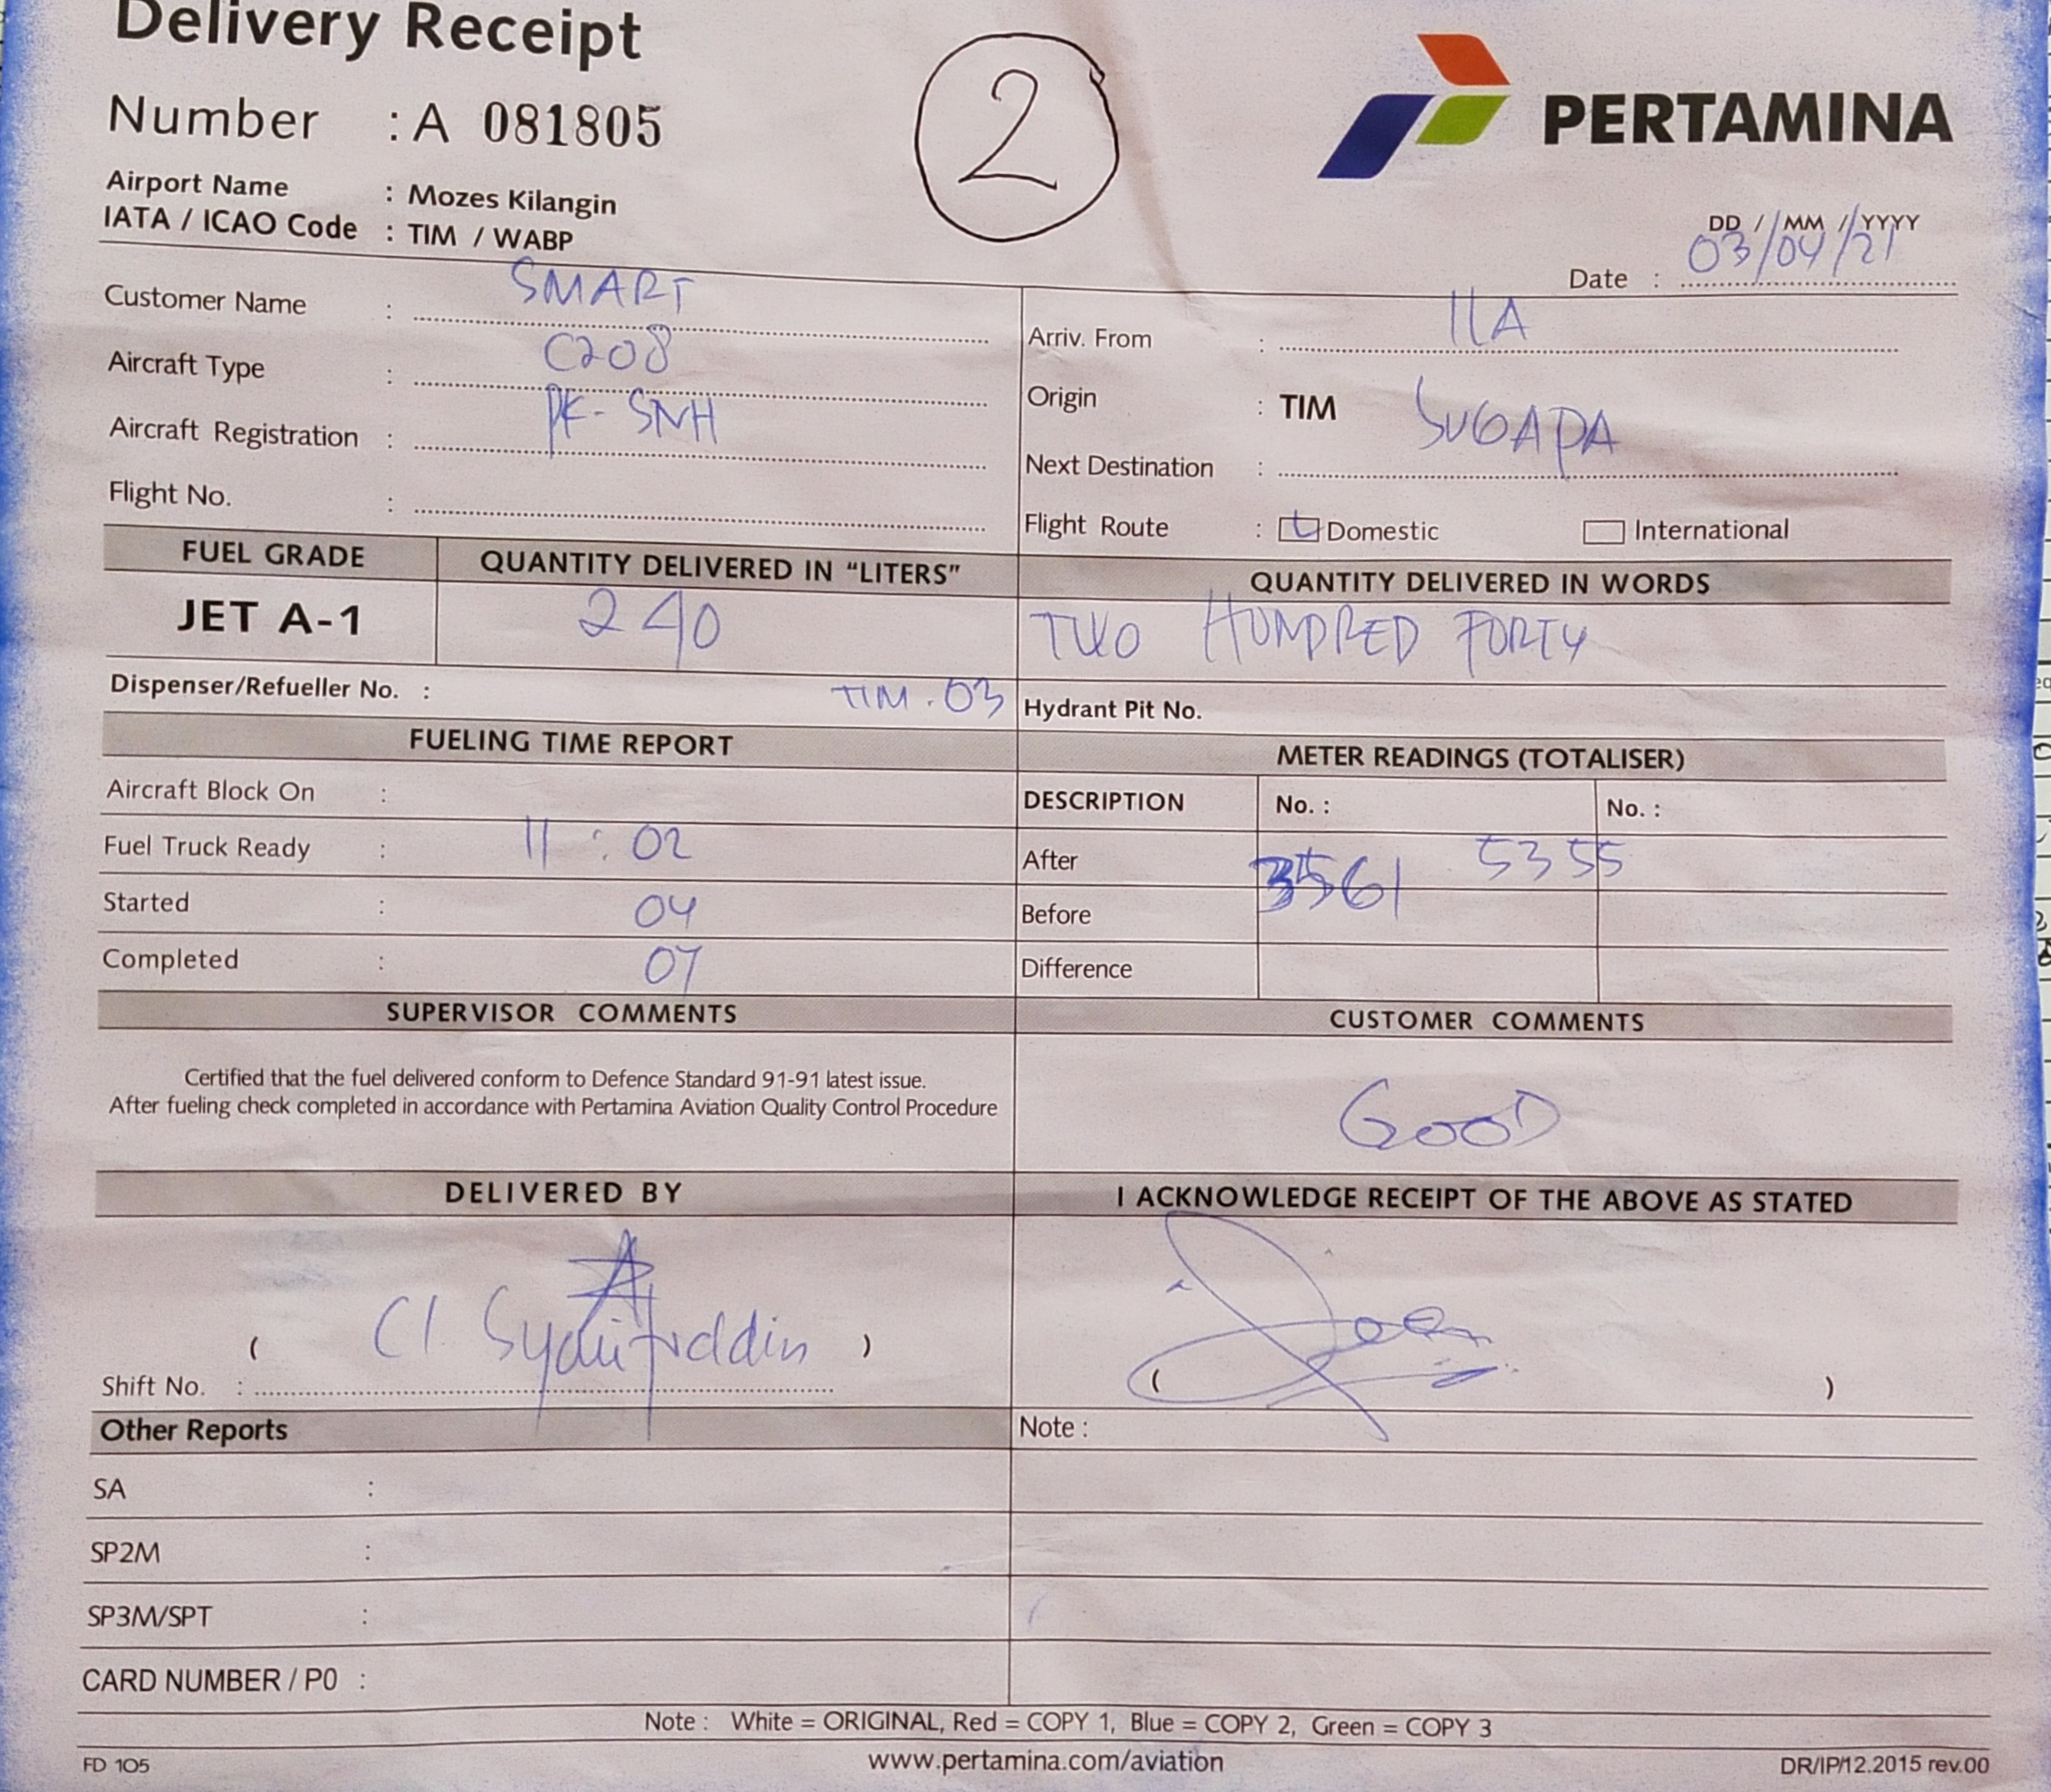 Delivery Receipt
2
PERTAMINA
Number : A 081805
Airport Name : Mozes Kilangin
IATA / ICAO Code : TIM / WABP
DD / MM / YYYY
Date : 03/04/21
Customer Name : SMART
Aircraft Type : C208
Aircraft Registration : PK-SNH
Flight No. :
Arriv. From : ILA
Origin : TIM
Next Destination : SUGAPA
Flight Route : Domestic International
FUEL GRADE QUANTITY DELIVERED IN "LITERS" QUANTITY DELIVERED IN WORDS
JET A-1 240 TWO HUNDRED FORTY
Dispenser/Refueller No. : TIM.03 Hydrant Pit No.
FUELING TIME REPORT
Aircraft Block On :
Fuel Truck Ready : 11 : 02
Started : 04
Completed : 07
METER READINGS (TOTALISER)
DESCRIPTION No. : No. :
After 3561 5355
Before
Difference
SUPERVISOR COMMENTS
Certified that the fuel delivered conform to Defence Standard 91-91 latest issue.
After fueling check completed in accordance with Pertamina Aviation Quality Control Procedure
CUSTOMER COMMENTS
GOOD
DELIVERED BY
( )
Shift No. :
I ACKNOWLEDGE RECEIPT OF THE ABOVE AS STATED
( )
Other Reports
SA :
SP2M :
SP3M/SPT :
CARD NUMBER / PO :
Note :
Note : White = ORIGINAL, Red = COPY 1, Blue = COPY 2, Green = COPY 3
FD 105 www.pertamina.com/aviation DR/IP/12.2015 rev.00